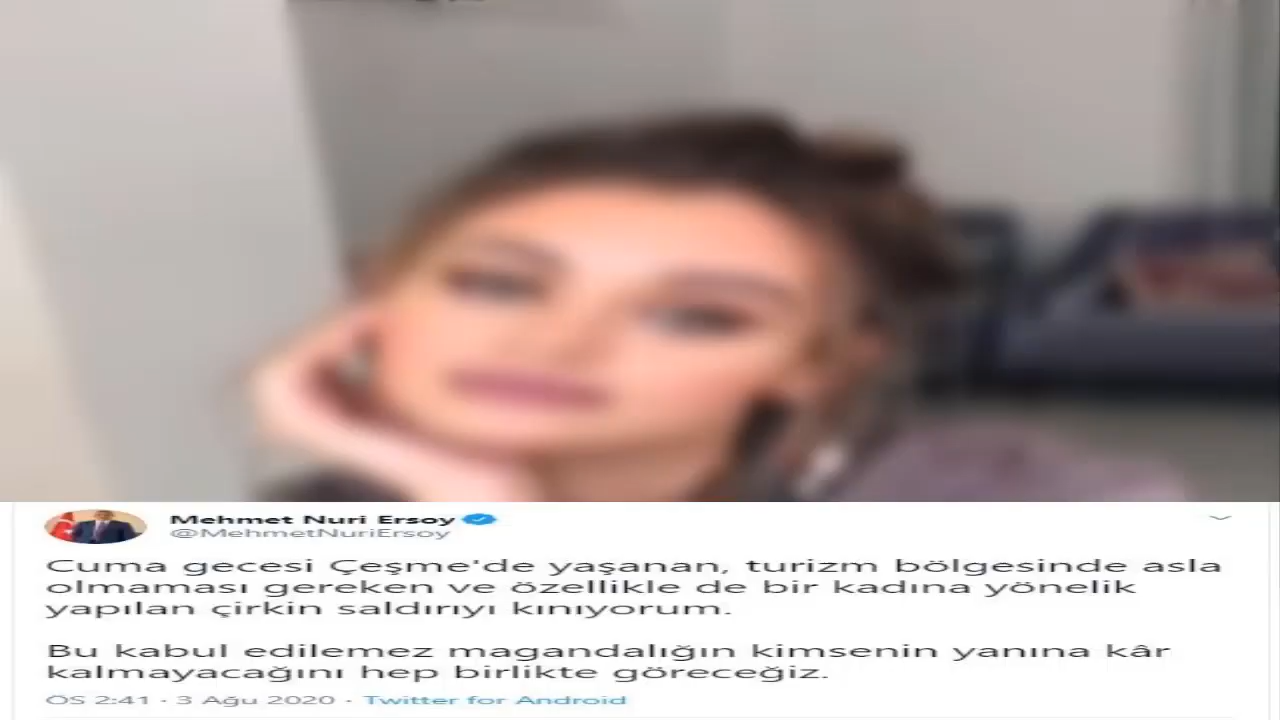 Mehmet Nuri Ersoy
@MehmetNuriErsoy
Cuma gecesi Çeşme'de yaşanan, turizm bölgesinde asla
olmaması gereken ve özellikle de bir kadına yönelik
yapılan çirkin saldırıyı kınıyorum.
Bu kabul edilemez magandalığın kimsenin yanına kâr
kalmayacağını hep birlikte göreceğiz.
ÖS 2:41 · 3 Ağu 2020 · Twitter for Android